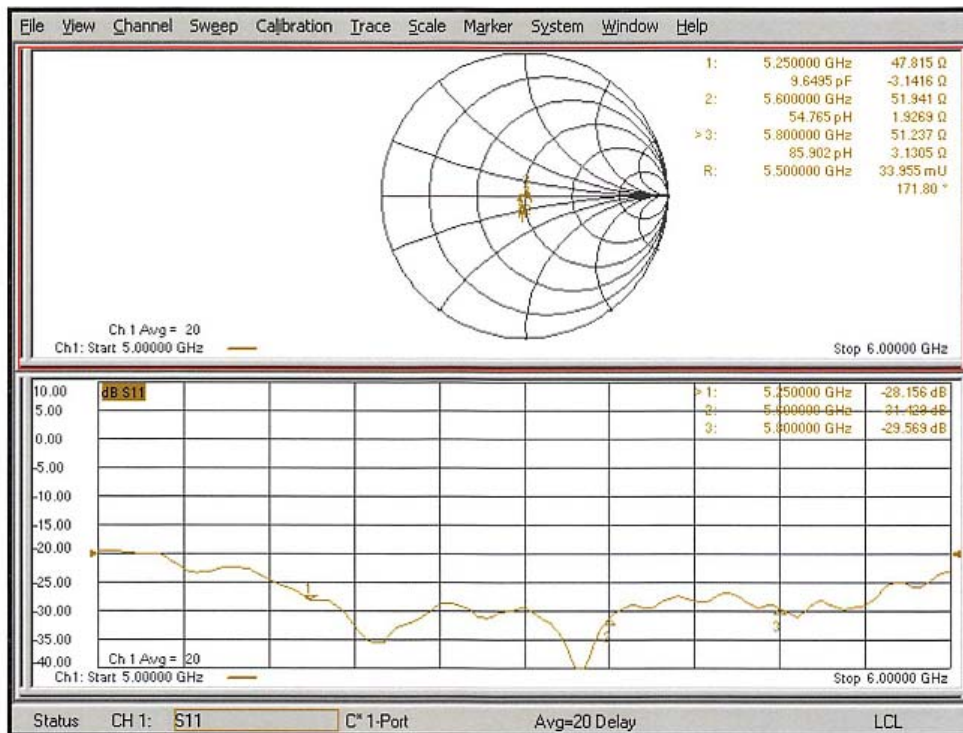 File View Channel Sweep Calibration Trace Scale Marker System Window Help
1: 5.250000 GHz 47.815 Ω
9.6495 pF -3.1416 Ω
2: 5.600000 GHz 51.941 Ω
54.765 pH 1.9269 Ω
> 3: 5.800000 GHz 51.237 Ω
85.902 pH 3.1305 Ω
R: 5.500000 GHz 33.955 mU
171.80 °
Ch 1 Avg = 20
Ch1: Start 5.00000 GHz
Stop 6.00000 GHz
dB S11
10.00
5.00
0.00
-5.00
-10.00
-15.00
-20.00
-25.00
-30.00
-35.00
-40.00
> 1: 5.250000 GHz -28.156 dB
2: 5.600000 GHz -31.429 dB
3: 5.800000 GHz -29.569 dB
1
2
3
Ch 1 Avg = 20
Ch1: Start 5.00000 GHz
Stop 6.00000 GHz
Status CH 1: S11 C* 1-Port Avg=20 Delay LCL